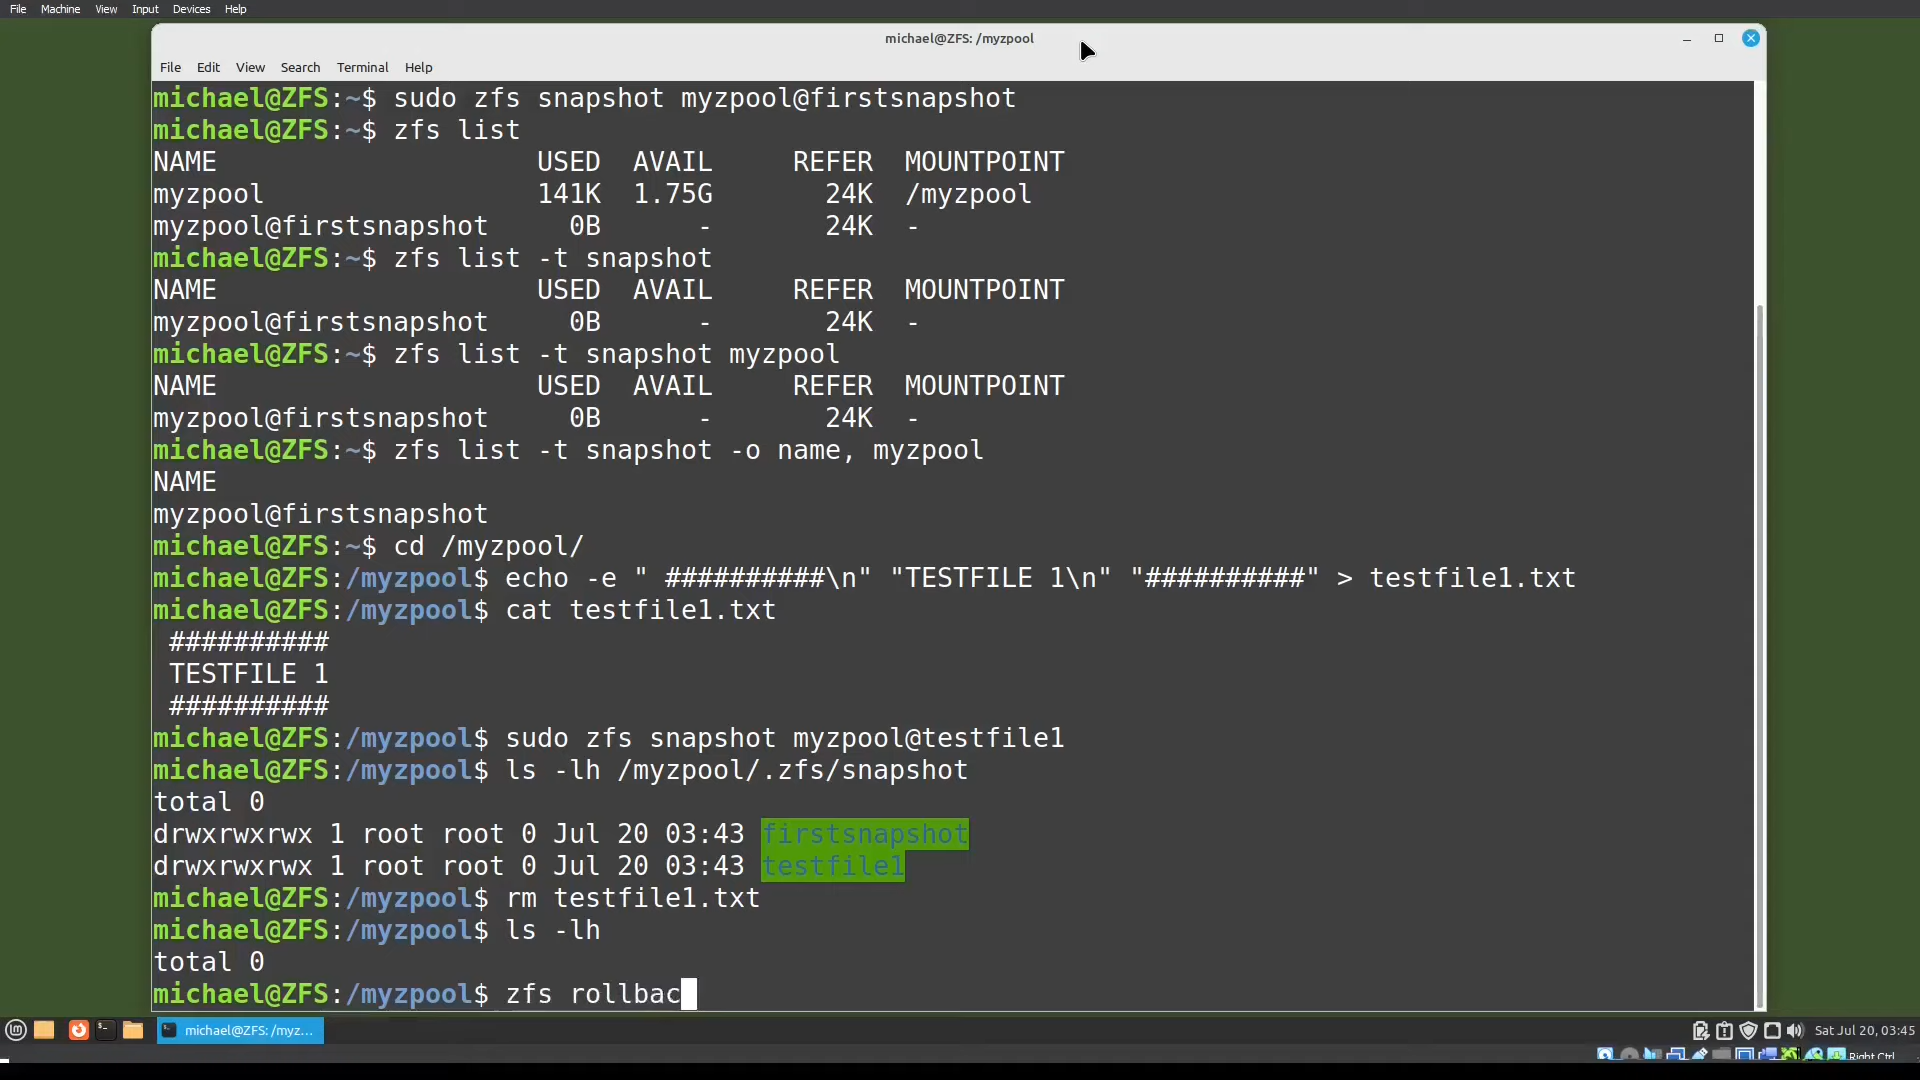 File Machine View Input Devices Help
michael@ZFS: /myzpool
File Edit View Search Terminal Help
michael@ZFS:~$ sudo zfs snapshot myzpool@firstsnapshot
michael@ZFS:~$ zfs list
NAME USED AVAIL REFER MOUNTPOINT
myzpool 141K 1.75G 24K /myzpool
myzpool@firstsnapshot 0B - 24K -
michael@ZFS:~$ zfs list -t snapshot
NAME USED AVAIL REFER MOUNTPOINT
myzpool@firstsnapshot 0B - 24K -
michael@ZFS:~$ zfs list -t snapshot myzpool
NAME USED AVAIL REFER MOUNTPOINT
myzpool@firstsnapshot 0B - 24K -
michael@ZFS:~$ zfs list -t snapshot -o name, myzpool
NAME
myzpool@firstsnapshot
michael@ZFS:~$ cd /myzpool/
michael@ZFS:/myzpool$ echo -e " ##########\n" "TESTFILE 1\n" "##########" > testfile1.txt
michael@ZFS:/myzpool$ cat testfile1.txt
##########
TESTFILE 1
##########
michael@ZFS:/myzpool$ sudo zfs snapshot myzpool@testfile1
michael@ZFS:/myzpool$ ls -lh /myzpool/.zfs/snapshot
total 0
drwxrwxrwx 1 root root 0 Jul 20 03:43 firstsnapshot
drwxrwxrwx 1 root root 0 Jul 20 03:43 testfile1
michael@ZFS:/myzpool$ rm testfile1.txt
michael@ZFS:/myzpool$ ls -lh
total 0
michael@ZFS:/myzpool$ zfs rollbac
michael@ZFS: /myz... Sat Jul 20, 03:45
Right Ctrl